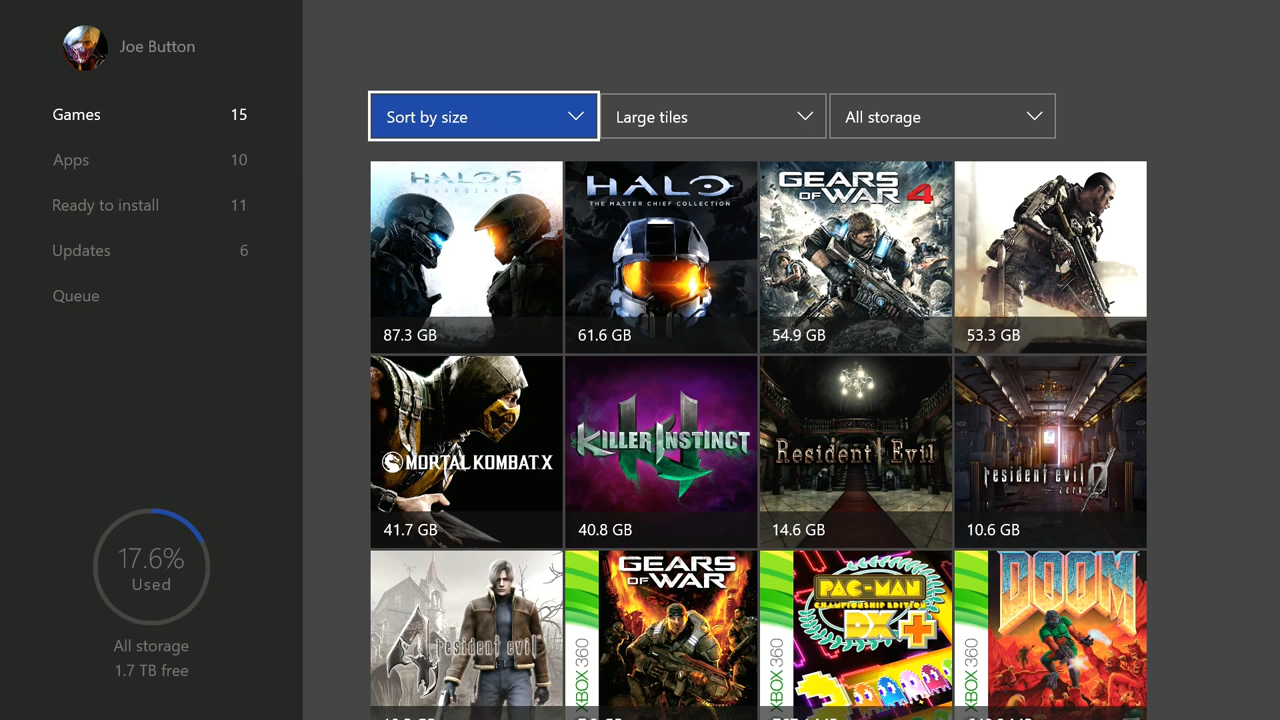 Joe Button
Games 15
Apps 10
Ready to install 11
Updates 6
Queue
17.6%
Used
All storage
1.7 TB free
Sort by size
Large tiles
All storage
HALO 5
GUARDIANS
87.3 GB
HALO
THE MASTER CHIEF COLLECTION
61.6 GB
GEARS
OF WAR 4
54.9 GB
53.3 GB
MORTAL KOMBAT X
41.7 GB
KILLER INSTINCT
40.8 GB
Resident Evil
14.6 GB
resident evil 0
zero
10.6 GB
resident evil 4
XBOX 360
GEARS
OF WAR
XBOX 360
PAC-MAN
CHAMPIONSHIP EDITION
DX+
XBOX 360
DOOM